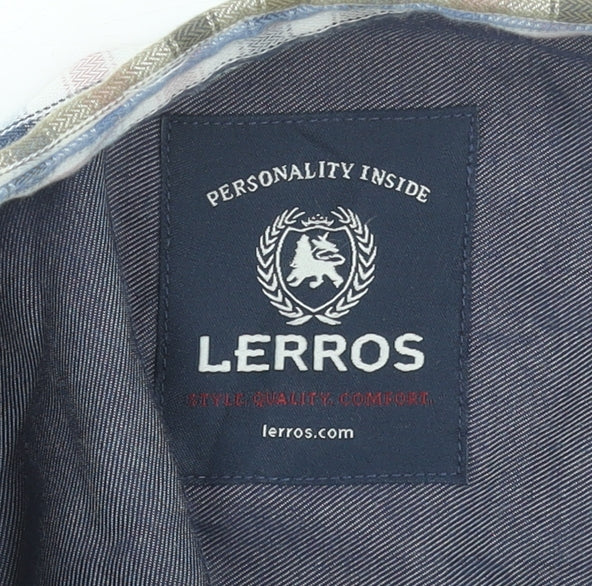 PERSONALITY INSIDE
LERROS
STYLE QUALITY COMFORT
lerros.com